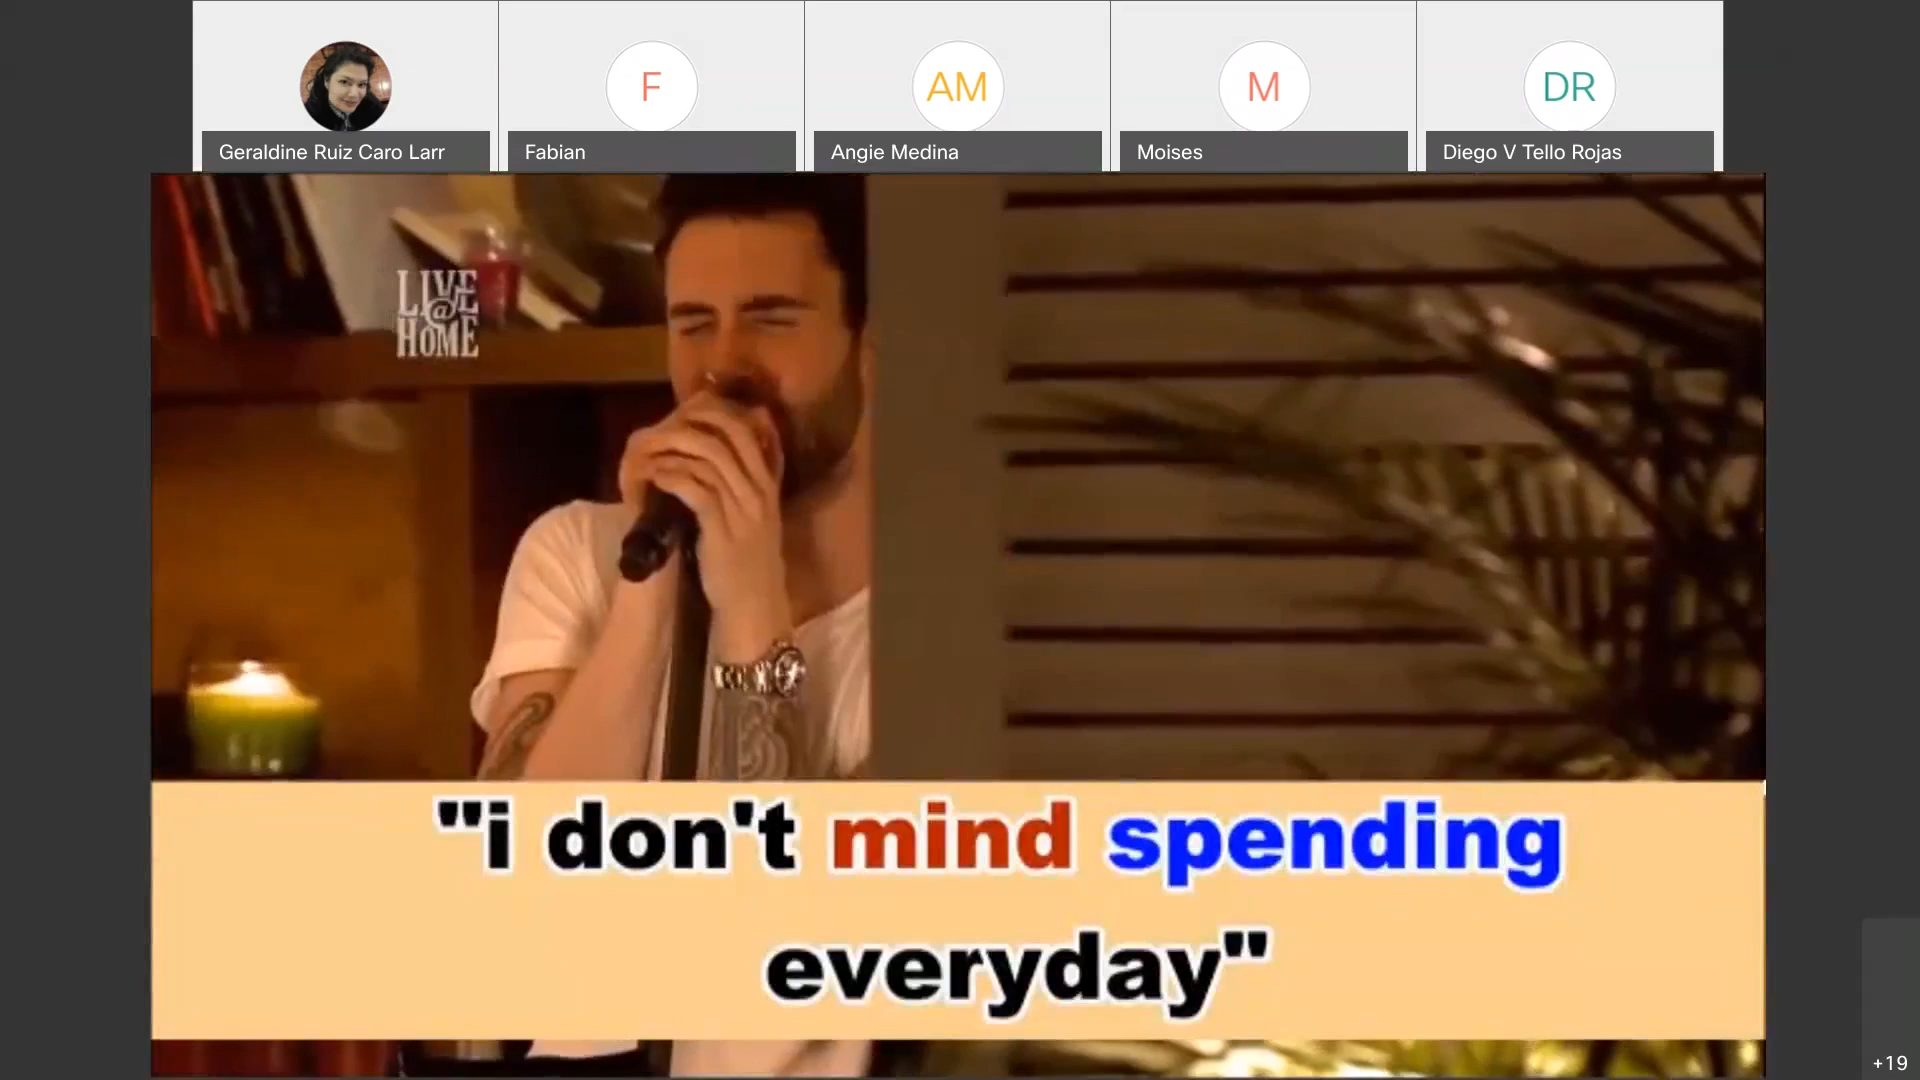 F
AM
M
DR
Geraldine Ruiz Caro Larr
Fabian
Angie Medina
Moises
Diego V Tello Rojas
LIVE
@
HOME
"i don't mind spending
everyday"
+19